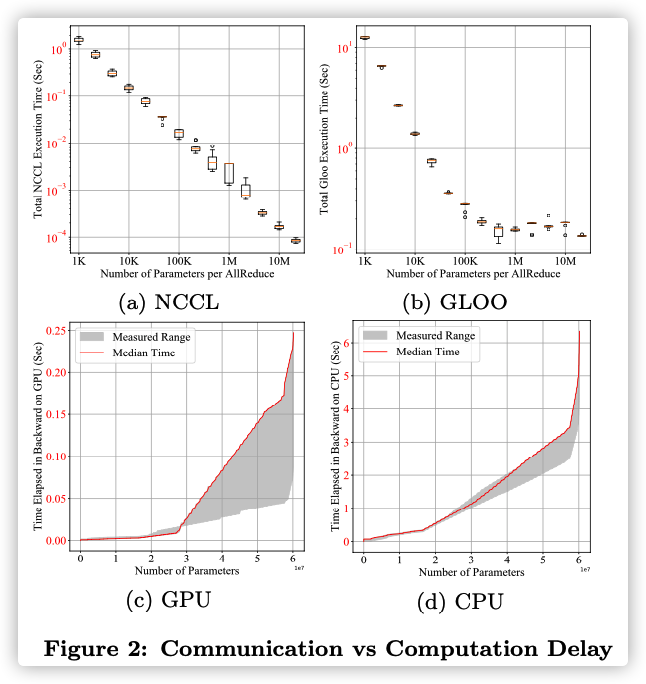 Total NCCL Execution Time (Sec)
10^0
10^-1
10^-2
10^-3
10^-4
1K 10K 100K 1M 10M
Number of Parameters per AllReduce
(a) NCCL
Total Gloo Execution Time (Sec)
10^1
10^0
10^-1
1K 10K 100K 1M 10M
Number of Parameters per AllReduce
(b) GLOO
Time Elapsed in Backward on GPU (Sec)
0.25
0.20
0.15
0.10
0.05
0.00
Measured Range
Median Time
0 1 2 3 4 5 6
1e7
Number of Parameters
(c) GPU
Time Elapsed in Backward on CPU (Sec)
6
5
4
3
2
1
0
Measured Range
Median Time
0 1 2 3 4 5 6
1e7
Number of Parameters
(d) CPU
Figure 2: Communication vs Computation Delay